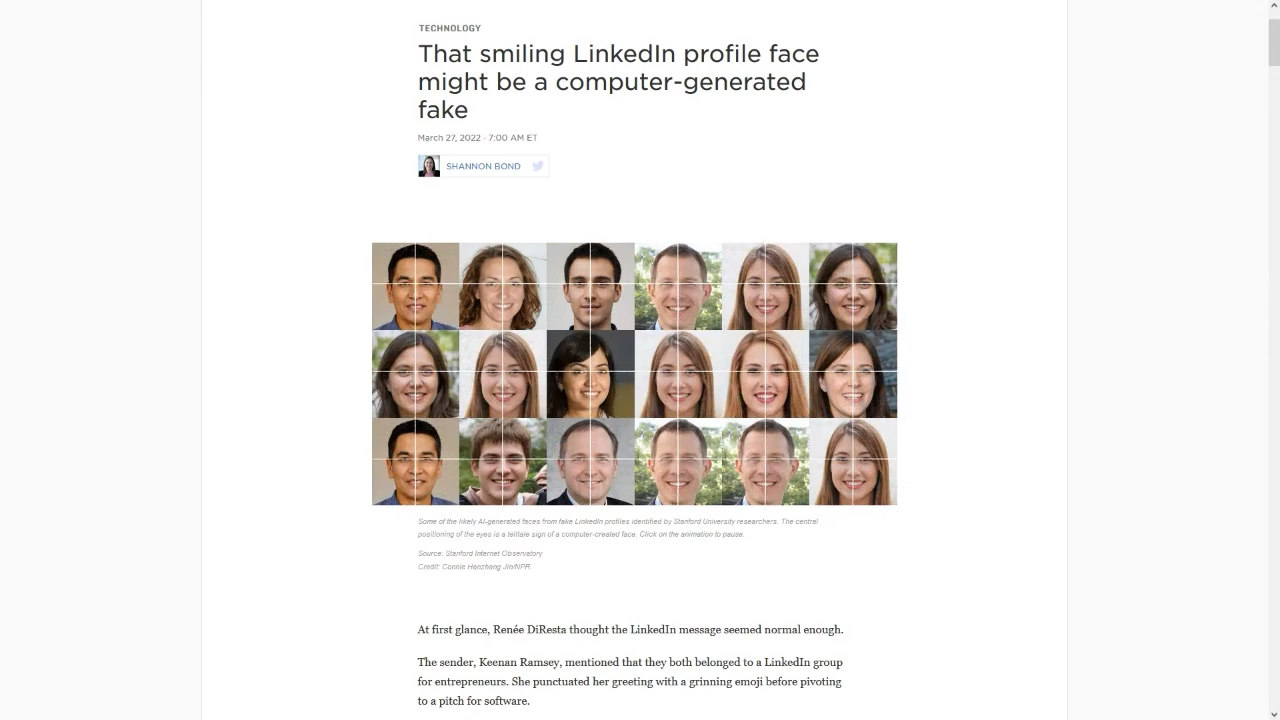 TECHNOLOGY
That smiling LinkedIn profile face
might be a computer-generated
fake
March 27, 2022 · 7:00 AM ET
SHANNON BOND
Some of the likely AI-generated faces from fake LinkedIn profiles identified by Stanford University researchers. The central
positioning of the eyes is a telltale sign of a computer-created face. Click on the animation to pause.
Source: Stanford Internet Observatory
Credit: Connie Hanzhang Jin/NPR
At first glance, Renée DiResta thought the LinkedIn message seemed normal enough.
The sender, Keenan Ramsey, mentioned that they both belonged to a LinkedIn group
for entrepreneurs. She punctuated her greeting with a grinning emoji before pivoting
to a pitch for software.